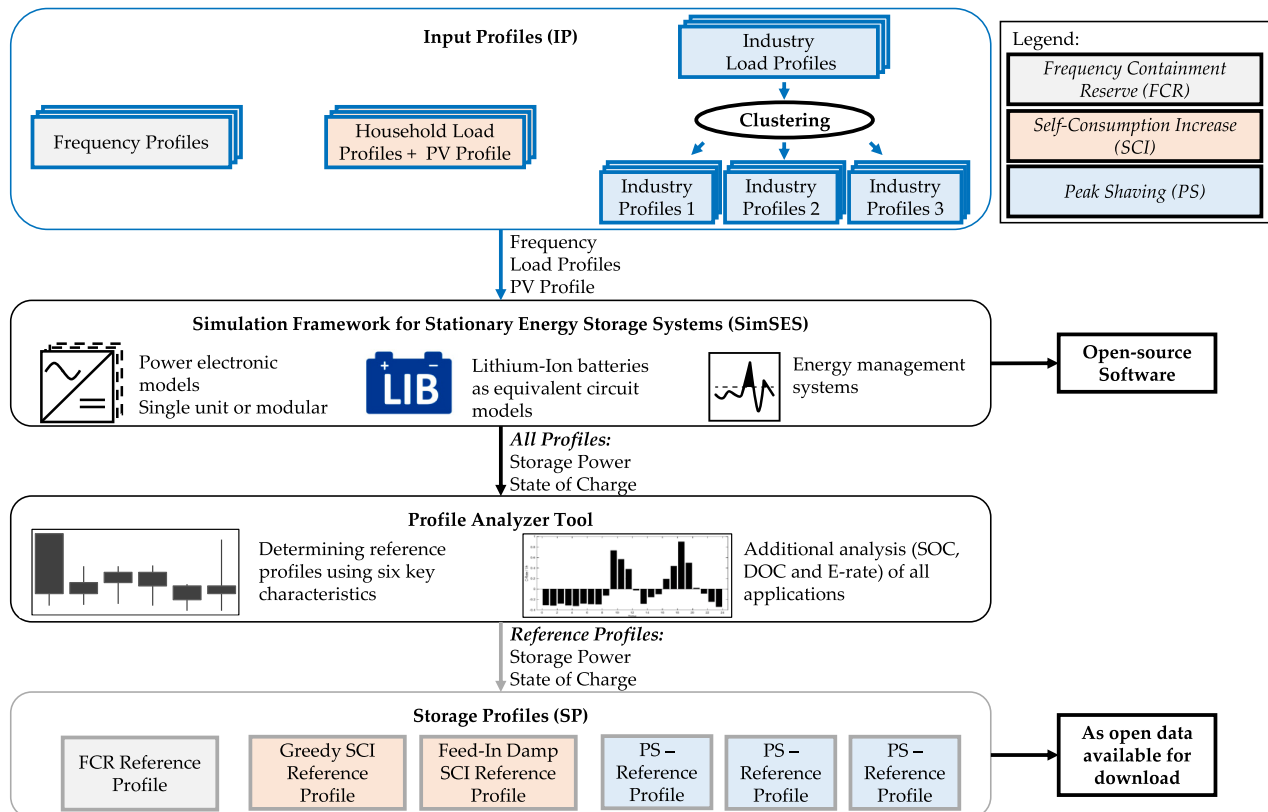 Input Profiles (IP)
Industry
Load Profiles
Clustering
Frequency Profiles
Household Load
Profiles + PV Profile
Industry
Profiles 1
Industry
Profiles 2
Industry
Profiles 3
Legend:
Frequency Containment
Reserve (FCR)
Self-Consumption Increase
(SCI)
Peak Shaving (PS)
Frequency
Load Profiles
PV Profile
Simulation Framework for Stationary Energy Storage Systems (SimSES)
Power electronic
models
Single unit or modular
+ −
LIB
Lithium-Ion batteries
as equivalent circuit
models
Energy management
systems
Open-source
Software
All Profiles:
Storage Power
State of Charge
Profile Analyzer Tool
Determining reference
profiles using six key
characteristics
Additional analysis (SOC,
DOC and E-rate) of all
applications
Reference Profiles:
Storage Power
State of Charge
Storage Profiles (SP)
FCR Reference
Profile
Greedy SCI
Reference
Profile
Feed-In Damp
SCI Reference
Profile
PS –
Reference
Profile
PS –
Reference
Profile
PS –
Reference
Profile
As open data
available for
download